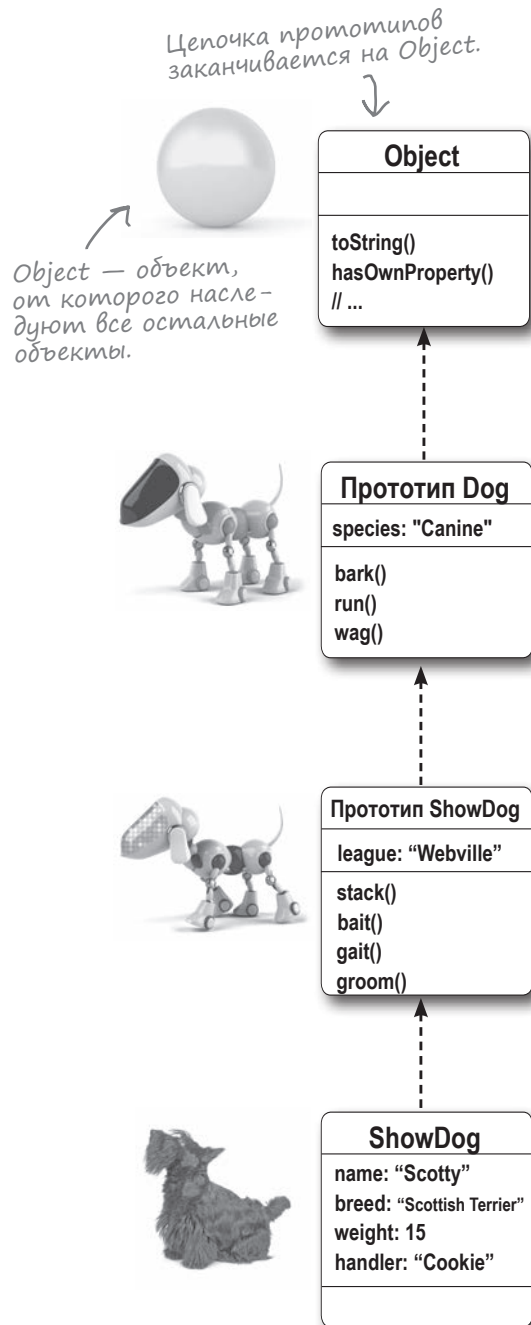 Цепочка прототипов
заканчивается на Object.
Object
toString()
hasOwnProperty()
// ...
Object — объект,
от которого насле-
дуют все остальные
объекты.
Прототип Dog
species: "Canine"
bark()
run()
wag()
Прототип ShowDog
league: “Webville”
stack()
bait()
gait()
groom()
ShowDog
name: “Scotty”
breed: “Scottish Terrier”
weight: 15
handler: “Cookie”